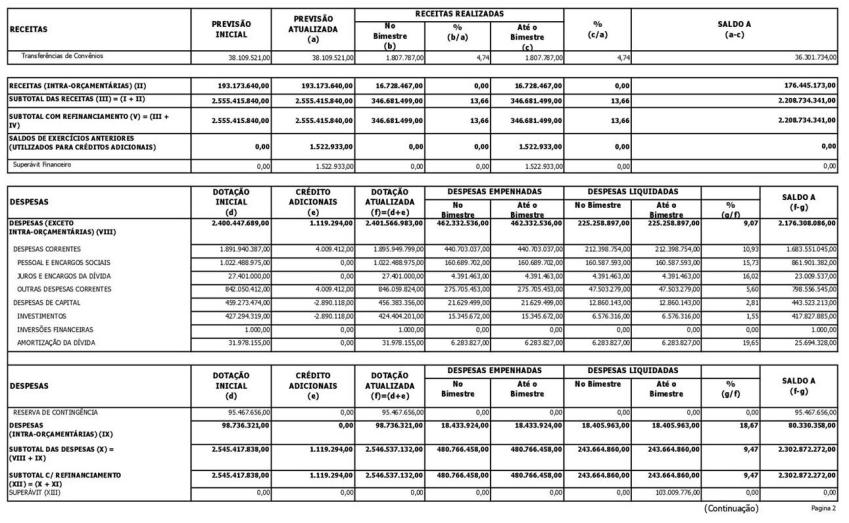 RECEITAS PREVISÃO INICIAL PREVISÃO ATUALIZADA (a) RECEITAS REALIZADAS No Bimestre (b) % (b/a) Até o Bimestre (c) % (c/a) SALDO A (a-c)
Transferências de Convênios 38.109.521,00 38.109.521,00 1.807.787,00 4,74 1.807.787,00 4,74 36.301.734,00
RECEITAS (INTRA-ORÇAMENTÁRIAS) (II) 193.173.640,00 193.173.640,00 16.728.467,00 0,00 16.728.467,00 0,00 176.445.173,00
SUBTOTAL DAS RECEITAS (III) = (I + II) 2.555.415.840,00 2.555.415.840,00 346.681.499,00 13,66 346.681.499,00 13,66 2.208.734.341,00
SUBTOTAL COM REFINANCIAMENTO (V) = (III + IV) 2.555.415.840,00 2.555.415.840,00 346.681.499,00 13,66 346.681.499,00 13,66 2.208.734.341,00
SALDOS DE EXERCÍCIOS ANTERIORES
(UTILIZADOS PARA CRÉDITOS ADICIONAIS) 0,00 1.522.933,00 0,00 0,00 1.522.933,00 0,00 0,00
Superávit Financeiro 0,00 1.522.933,00 0,00 0,00 1.522.933,00 0,00 0,00
DESPESAS DOTAÇÃO INICIAL (d) CRÉDITO ADICIONAIS (e) DOTAÇÃO ATUALIZADA (f)=(d+e) DESPESAS EMPENHADAS No Bimestre Até o Bimestre DESPESAS LIQUIDADAS No Bimestre Até o Bimestre % (g/f) SALDO A (f-g)
DESPESAS (EXCETO INTRA-ORÇAMENTÁRIAS) (VIII) 2.400.447.689,00 1.119.294,00 2.401.566.983,00 462.332.536,00 462.332.536,00 225.258.897,00 225.258.897,00 9,07 2.176.308.086,00
DESPESAS CORRENTES 1.891.940.387,00 4.009.412,00 1.895.949.799,00 440.703.037,00 440.703.037,00 212.398.754,00 212.398.754,00 10,93 1.683.551.045,00
PESSOAL E ENCARGOS SOCIAIS 1.022.488.975,00 0,00 1.022.488.975,00 160.689.702,00 160.689.702,00 160.587.593,00 160.587.593,00 15,73 861.901.382,00
JUROS E ENCARGOS DA DÍVIDA 27.401.000,00 0,00 27.401.000,00 4.391.463,00 4.391.463,00 4.391.463,00 4.391.463,00 16,02 23.009.537,00
OUTRAS DESPESAS CORRENTES 842.050.412,00 4.009.412,00 846.059.824,00 275.705.453,00 275.705.453,00 47.503.279,00 47.503.279,00 5,60 798.556.545,00
DESPESAS DE CAPITAL 459.273.474,00 -2.890.118,00 456.383.356,00 21.629.499,00 21.629.499,00 12.860.143,00 12.860.143,00 2,81 443.523.213,00
INVESTIMENTOS 427.294.319,00 -2.890.118,00 424.404.201,00 15.345.672,00 15.345.672,00 6.576.316,00 6.576.316,00 1,55 417.827.885,00
INVERSÕES FINANCEIRAS 1.000,00 0,00 1.000,00 0,00 0,00 0,00 0,00 0,00 1.000,00
AMORTIZAÇÃO DA DÍVIDA 31.978.155,00 0,00 31.978.155,00 6.283.827,00 6.283.827,00 6.283.827,00 6.283.827,00 19,65 25.694.328,00
DESPESAS DOTAÇÃO INICIAL (d) CRÉDITO ADICIONAIS (e) DOTAÇÃO ATUALIZADA (f)=(d+e) DESPESAS EMPENHADAS No Bimestre Até o Bimestre DESPESAS LIQUIDADAS No Bimestre Até o Bimestre % (g/f) SALDO A (f-g)
RESERVA DE CONTINGÊNCIA 95.467.656,00 0,00 95.467.656,00 0,00 0,00 0,00 0,00 0,00 95.467.656,00
DESPESAS (INTRA-ORÇAMENTÁRIAS) (IX) 98.736.321,00 0,00 98.736.321,00 18.433.924,00 18.433.924,00 18.405.963,00 18.405.963,00 18,67 80.330.358,00
SUBTOTAL DAS DESPESAS (X) = (VIII + IX) 2.545.417.838,00 1.119.294,00 2.546.537.132,00 480.766.458,00 480.766.458,00 243.664.860,00 243.664.860,00 9,47 2.302.872.272,00
SUBTOTAL C/ REFINANCIAMENTO (XII) = (X + XI) 2.545.417.838,00 1.119.294,00 2.546.537.132,00 480.766.458,00 480.766.458,00 243.664.860,00 243.664.860,00 9,47 2.302.872.272,00
SUPERÁVIT (XIII) 0,00 0,00 0,00 0,00 0,00 0,00 103.009.776,00 0,00 0,00
(Continuação) Pagina 2